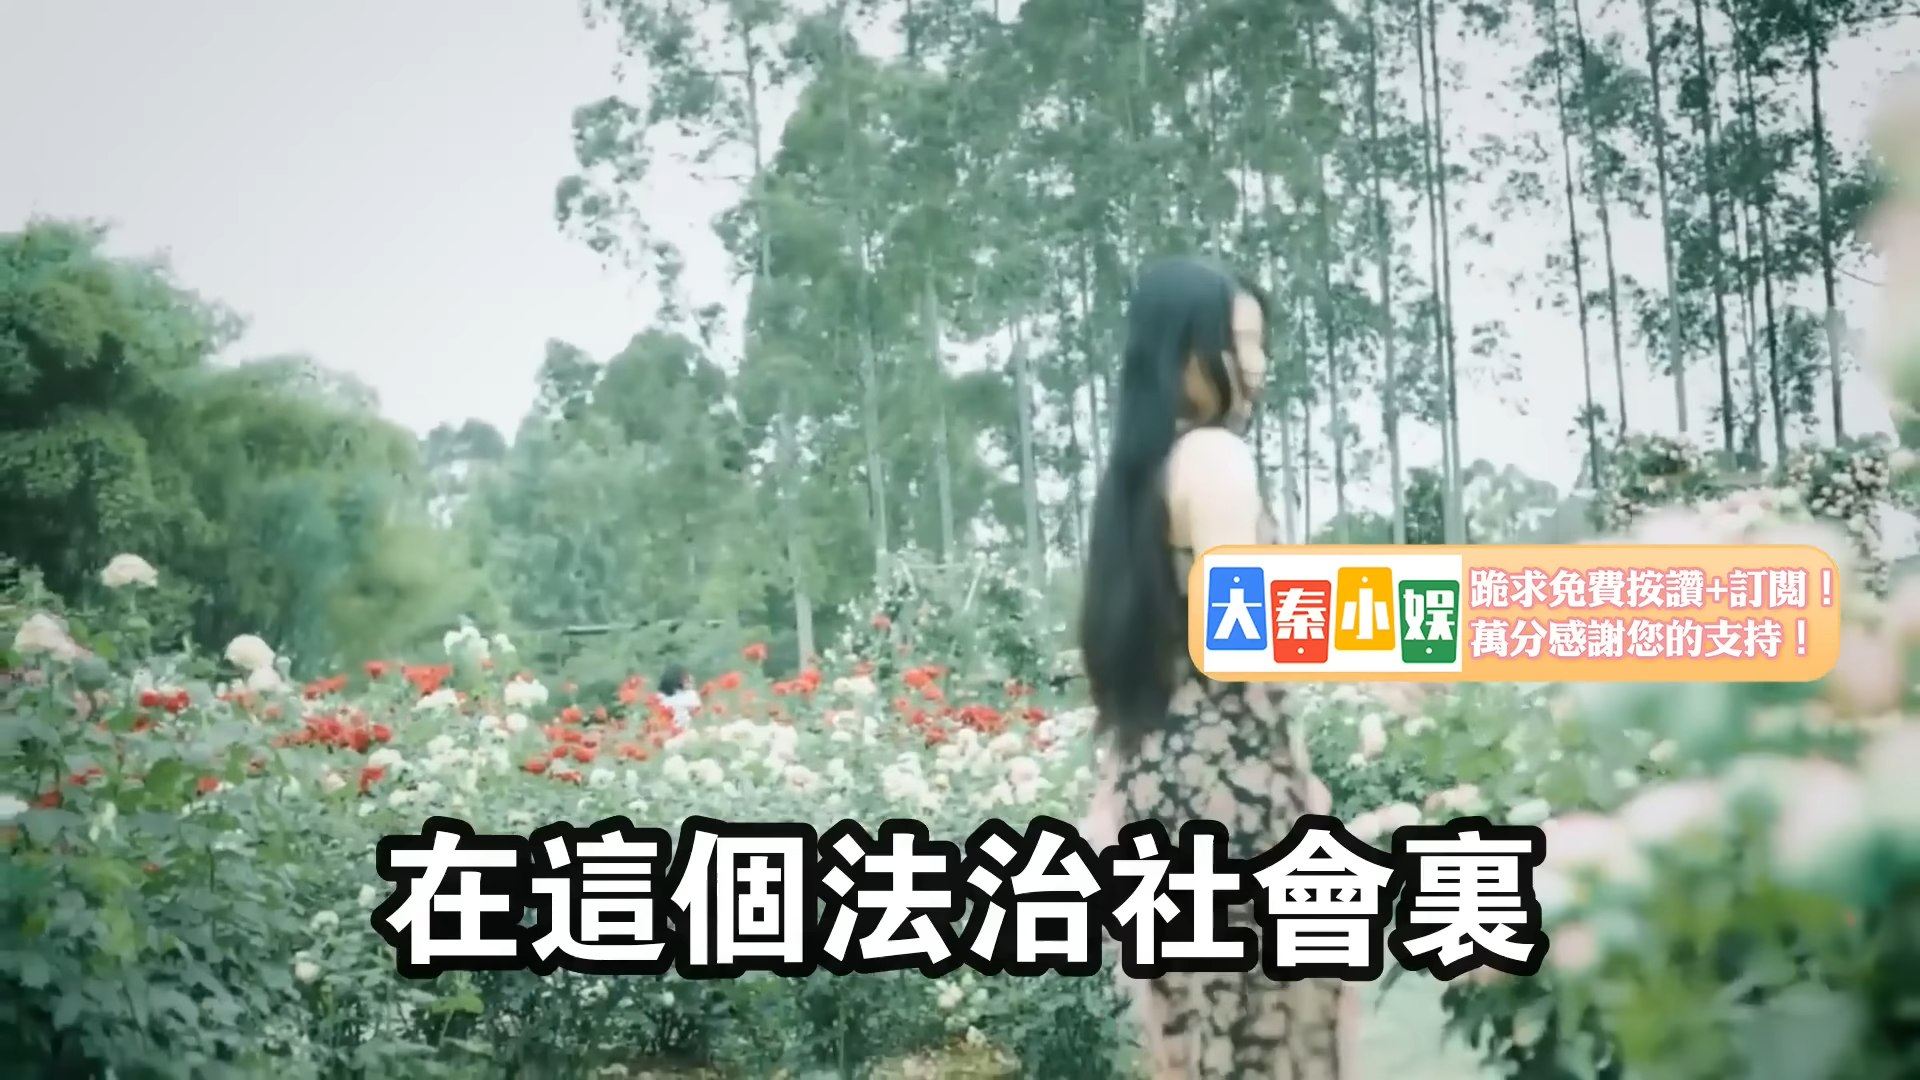 大秦小娱
跪求免費按讚+訂閱！
萬分感謝您的支持！
在這個法治社會裏